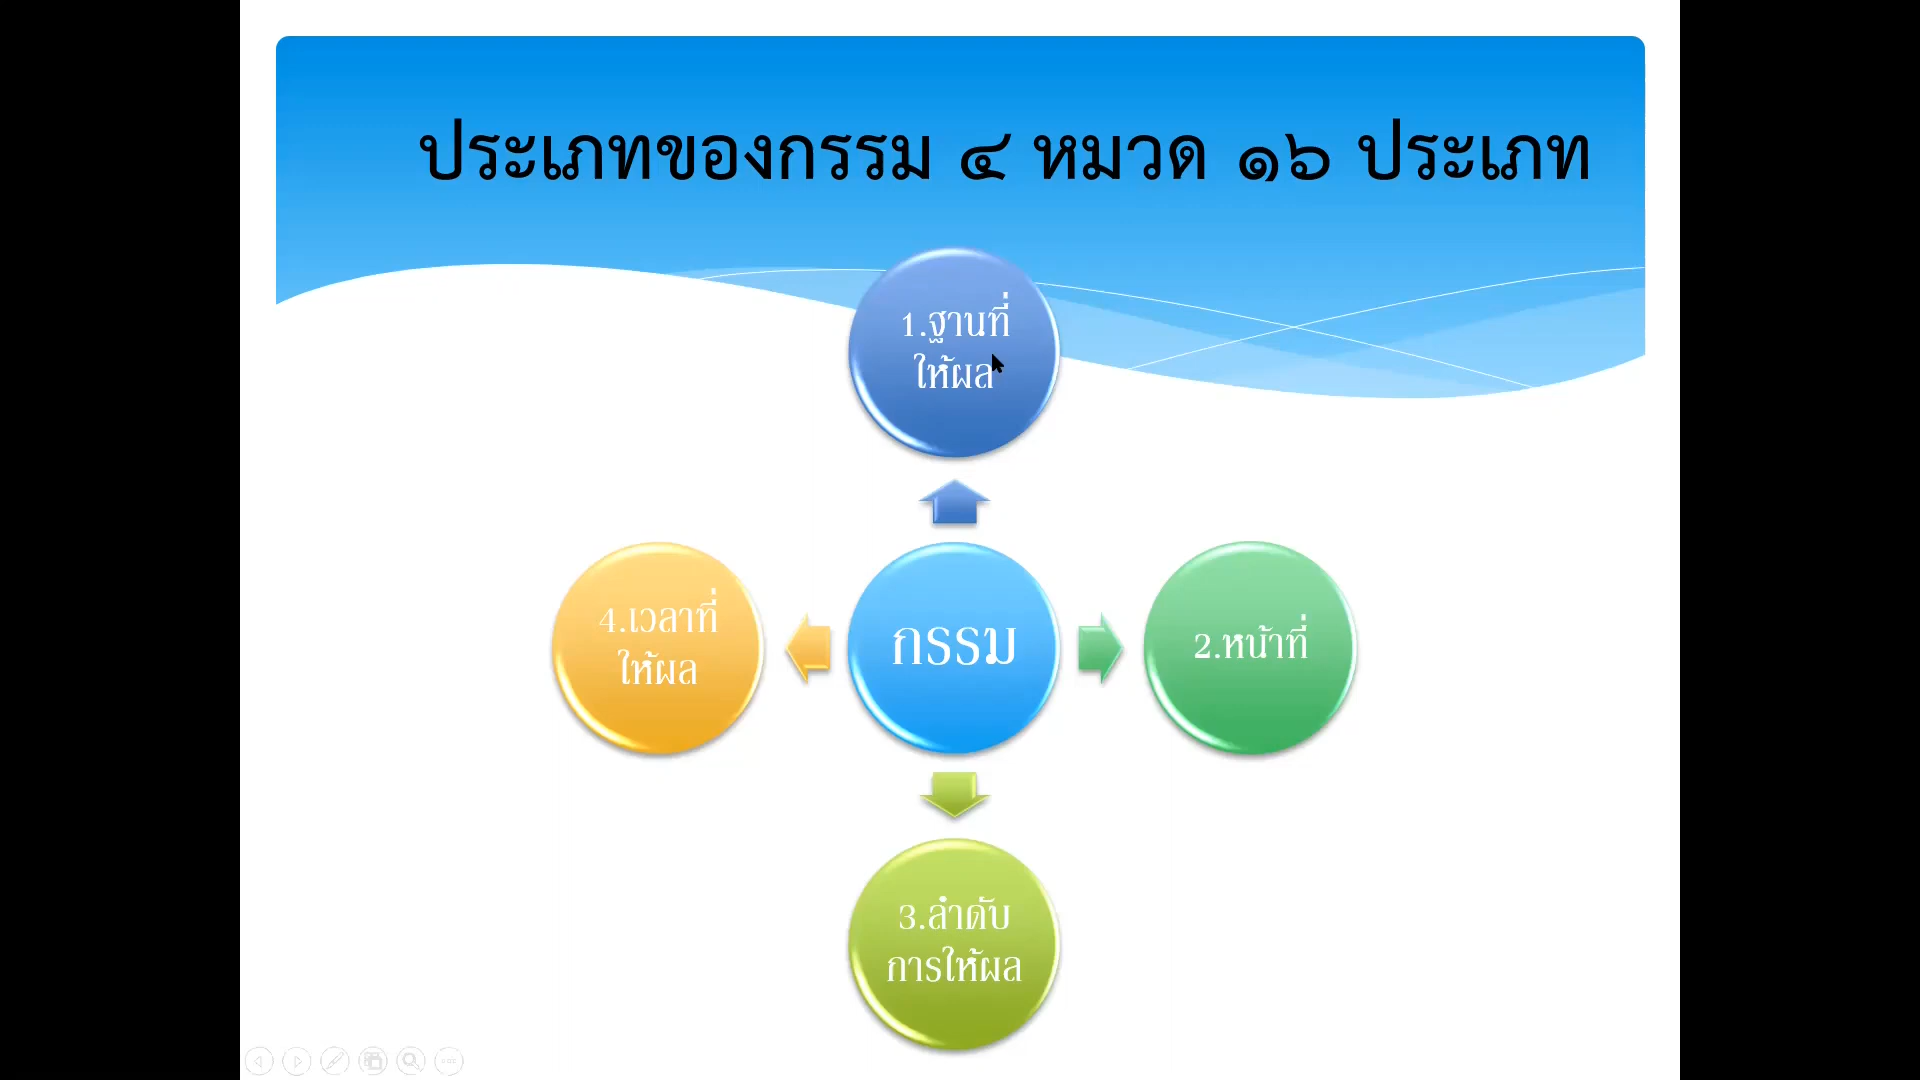 ประเภทของกรรม ๔ หมวด ๑๖ ประเภท
1.ฐานที่
ให้ผล
4.เวลาที่
ให้ผล
กรรม
2.หน้าที่
3.ลำดับ
การให้ผล